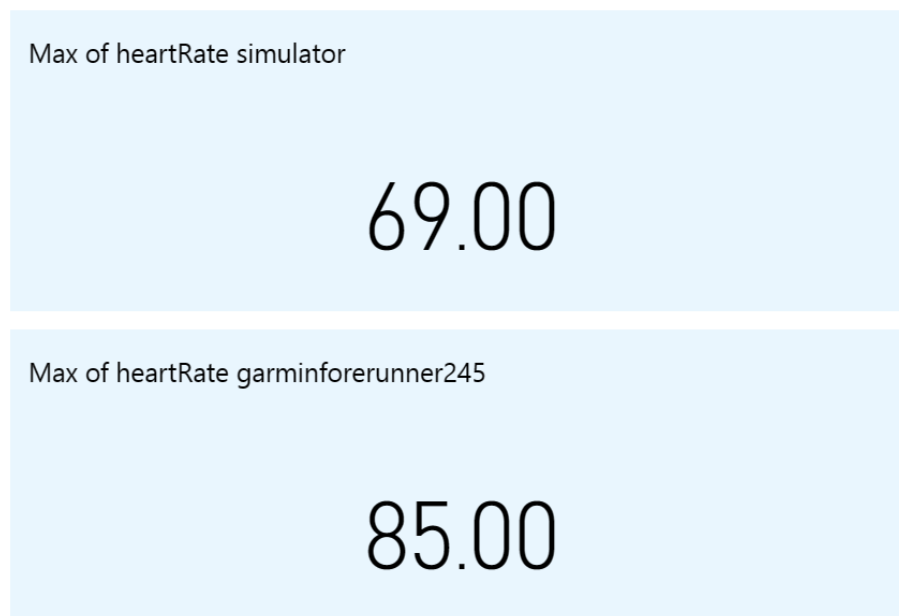 Max of heartRate simulator
69.00
Max of heartRate garminforerunner245
85.00